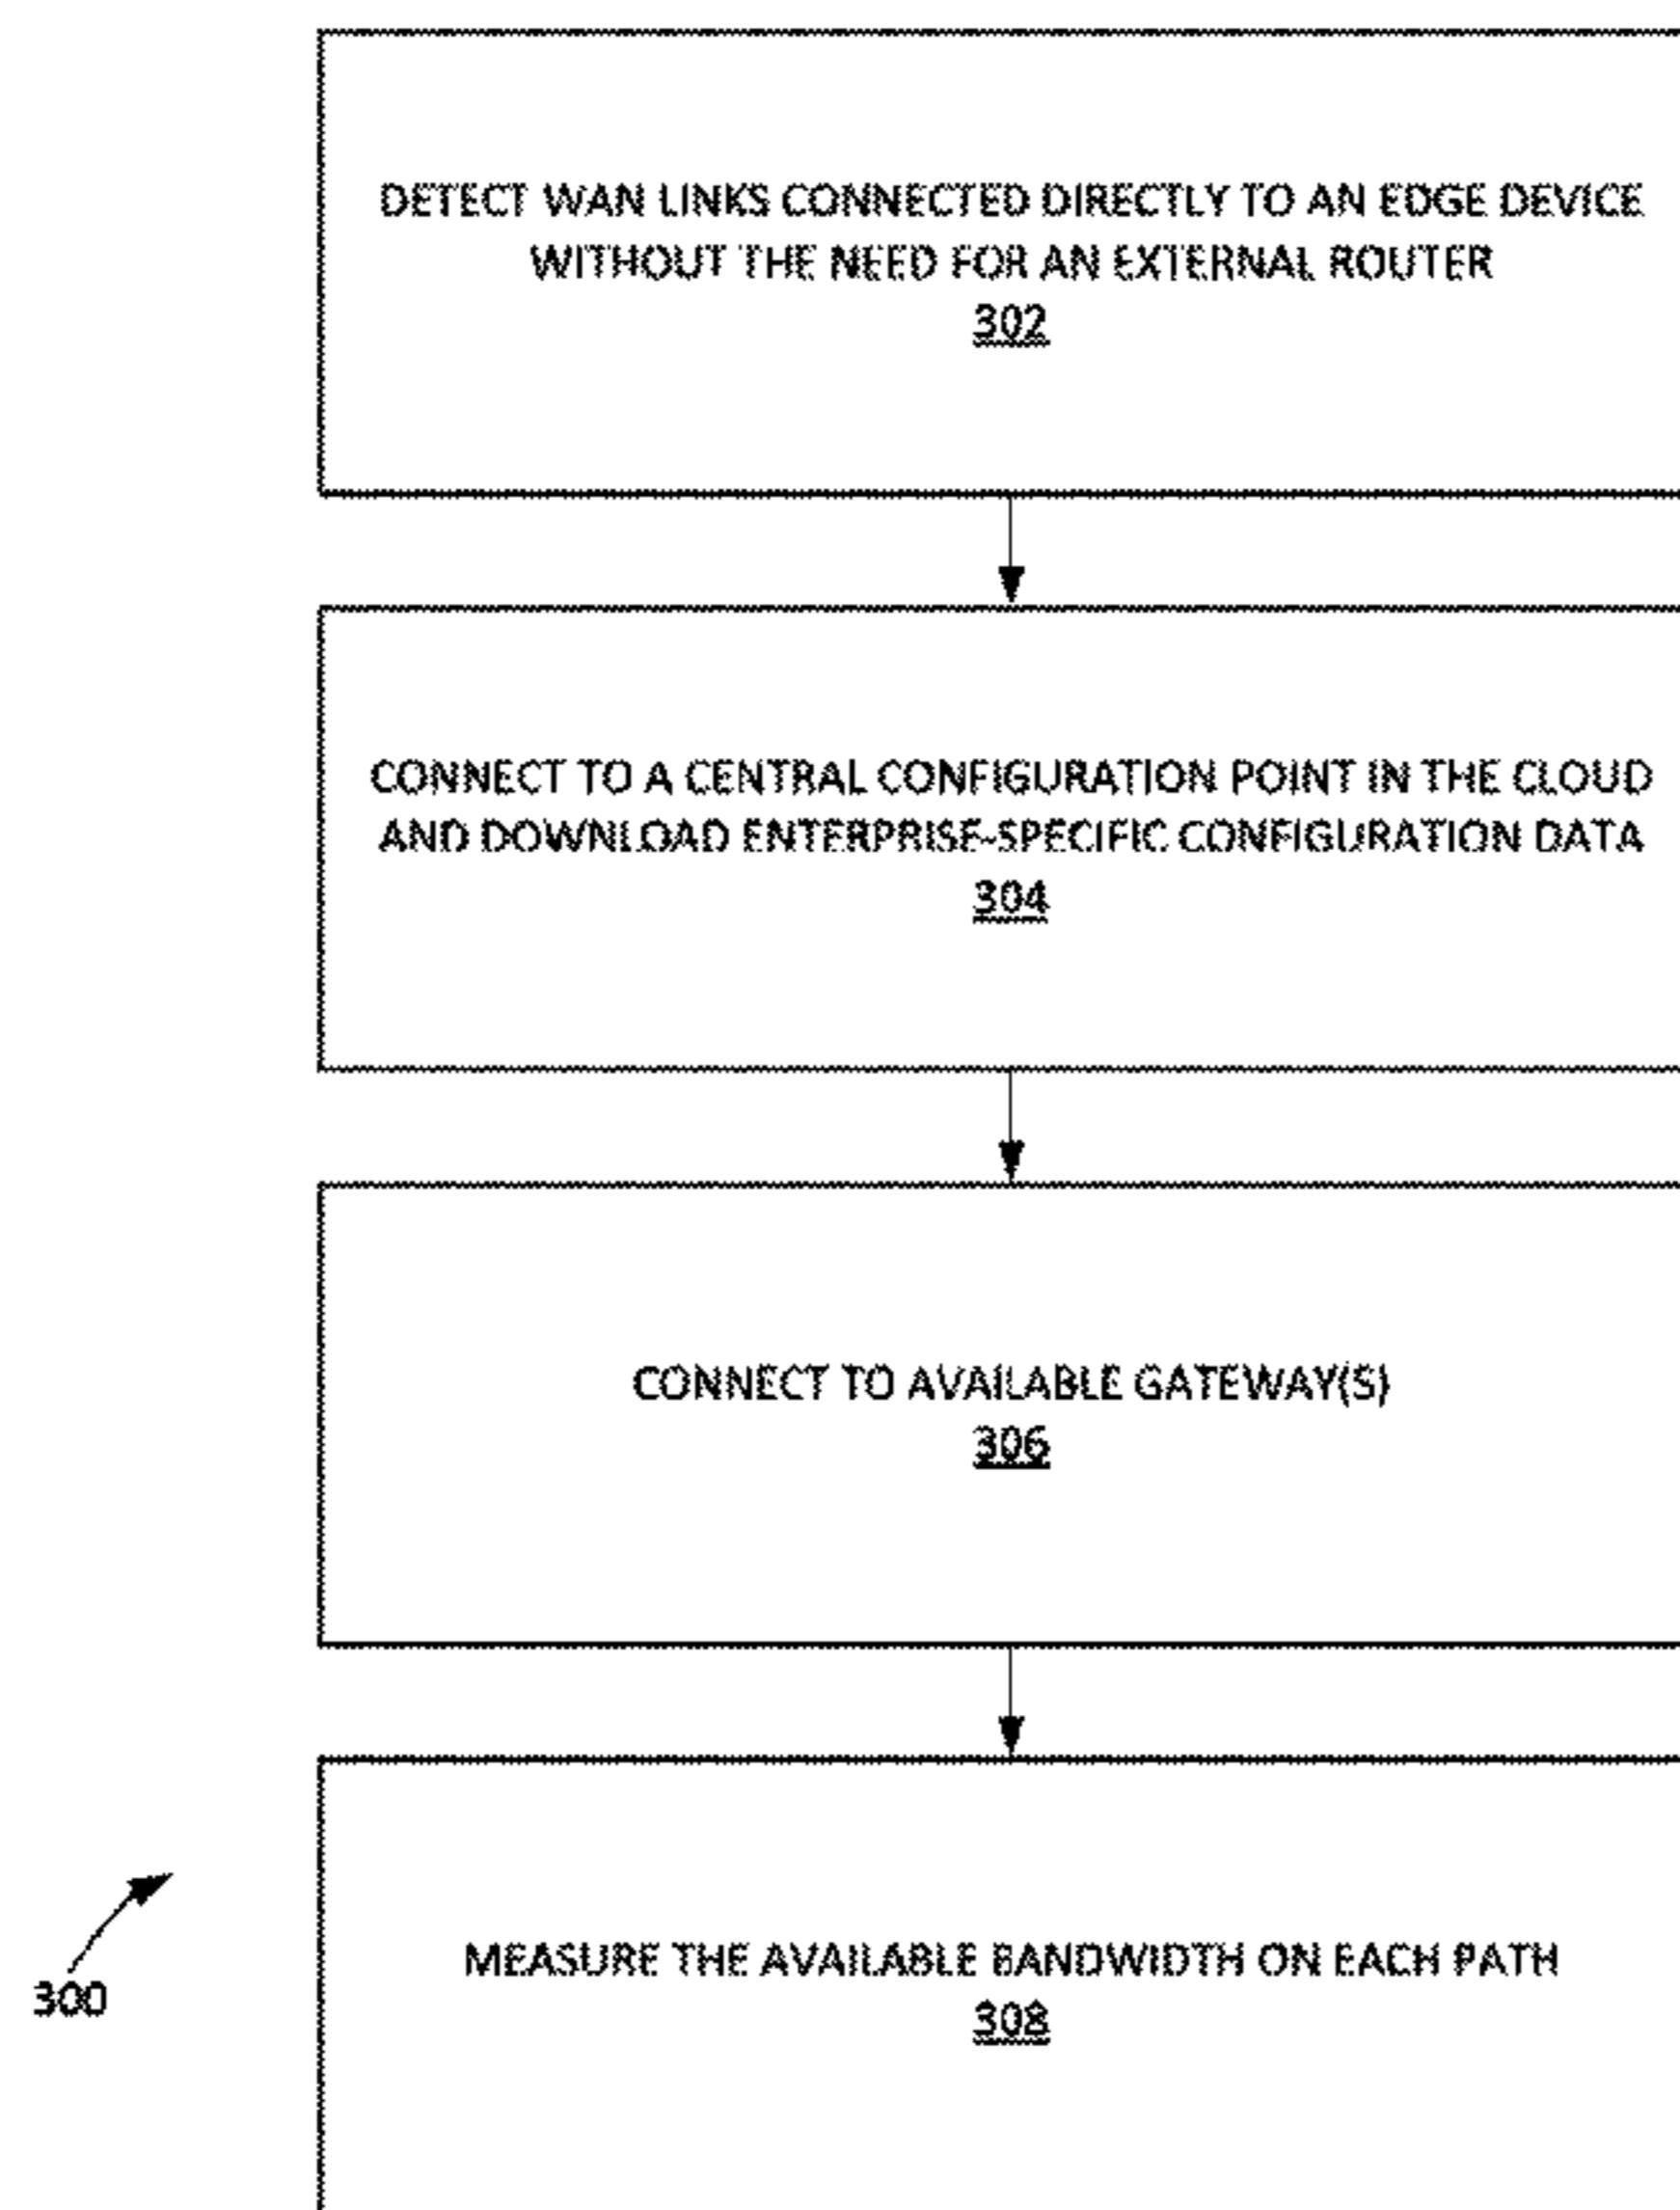 DETECT WAN LINKS CONNECTED DIRECTLY TO AN EDGE DEVICE
WITHOUT THE NEED FOR AN EXTERNAL ROUTER
302
CONNECT TO A CENTRAL CONFIGURATION POINT IN THE CLOUD
AND DOWNLOAD ENTERPRISE-SPECIFIC CONFIGURATION DATA
304
CONNECT TO AVAILABLE GATEWAY(S)
306
MEASURE THE AVAILABLE BANDWIDTH ON EACH PATH
308
300